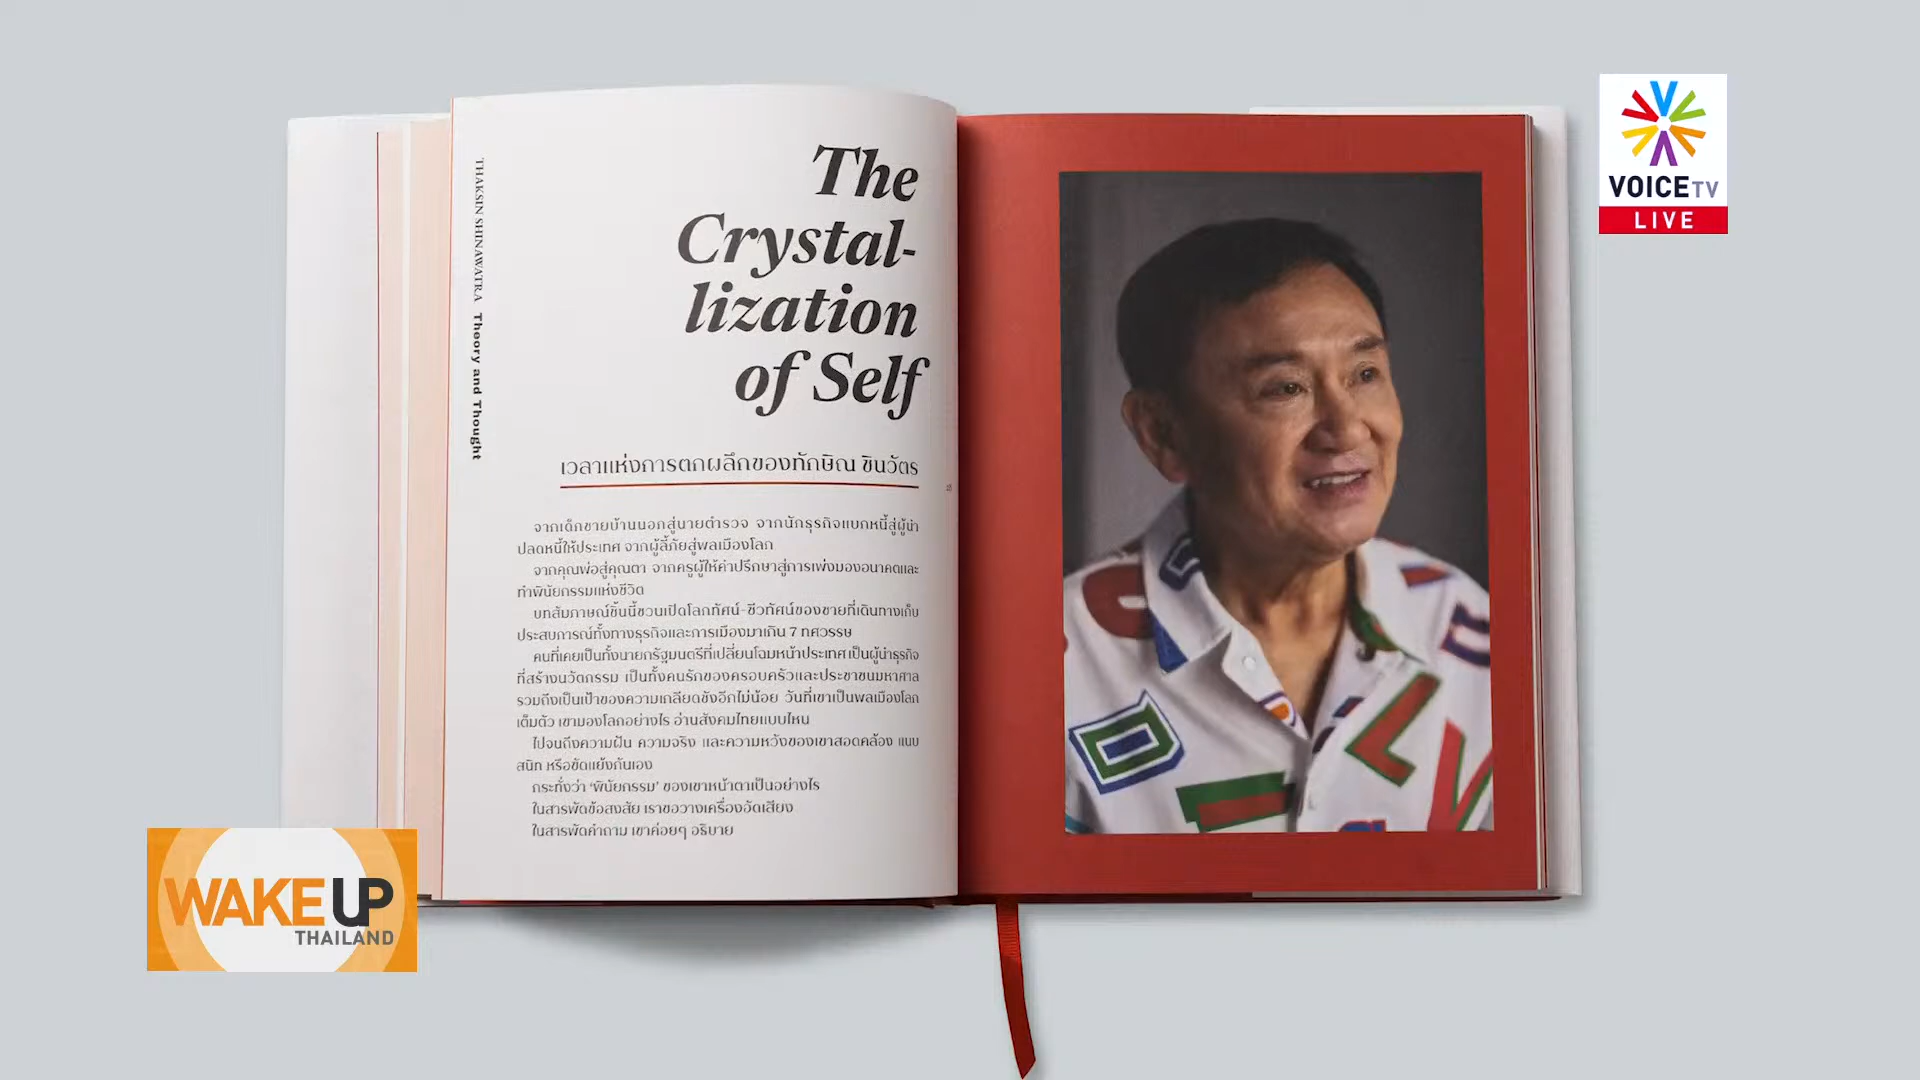 The
Crystal-
lization
of Self
THAKSIN SHINAWATRA Theory and Thought
เวลาแห่งการตกผลึกของทักษิณ ชินวัตร
จากเด็กชายบ้านนอกสู่นายตำรวจ จากนักธุรกิจแบกหนี้สู่ผู้นำ
ปลดหนี้ให้ประเทศ จากผู้ลี้ภัยสู่พลเมืองโลก
จากคุณพ่อสู่คุณตา จากครูผู้ให้คำปรึกษาสู่การเพ่งมองอนาคตและ
ทำพินัยกรรมแห่งชีวิต
บทสัมภาษณ์ชิ้นนี้ชวนเปิดโลกทัศน์-ชีวทัศน์ของชายที่เดินทางเก็บ
ประสบการณ์ทั้งทางธุรกิจและการเมืองมาเกิน 7 ทศวรรษ
คนที่เคยเป็นทั้งนายกรัฐมนตรีที่เปลี่ยนโฉมหน้าประเทศ เป็นผู้นำธุรกิจ
ที่สร้างนวัตกรรม เป็นทั้งคนรักของครอบครัวและประชาชนมหาศาล
รวมถึงเป็นเป้าของความเกลียดชังอีกไม่น้อย วันที่เขาเป็นพลเมืองโลก
เต็มตัว เขามองโลกอย่างไร อ่านสังคมไทยแบบไหน
ไปจนถึงความฝัน ความจริง และความหวังของเขาสอดคล้อง แนบ
สนิท หรือขัดแย้งกันเอง
กระทั่งว่า ‘พินัยกรรม’ ของเขาหน้าตาเป็นอย่างไร
ในสารพัดข้อสงสัย เราขอวางเครื่องอัดเสียง
ในสารพัดคำถาม เขาค่อยๆ อธิบาย
VOICE TV
LIVE
WAKE UP
THAILAND